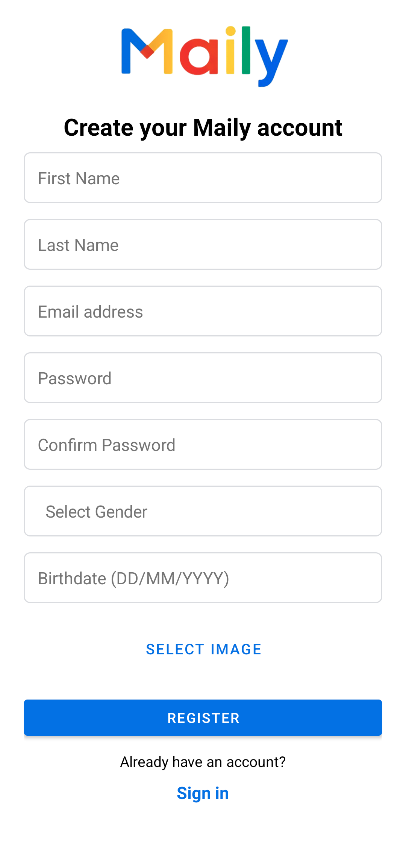 Maily
Create your Maily account
First Name
Last Name
Email address
Password
Confirm Password
Select Gender
Birthdate (DD/MM/YYYY)
SELECT IMAGE
REGISTER
Already have an account?
Sign in